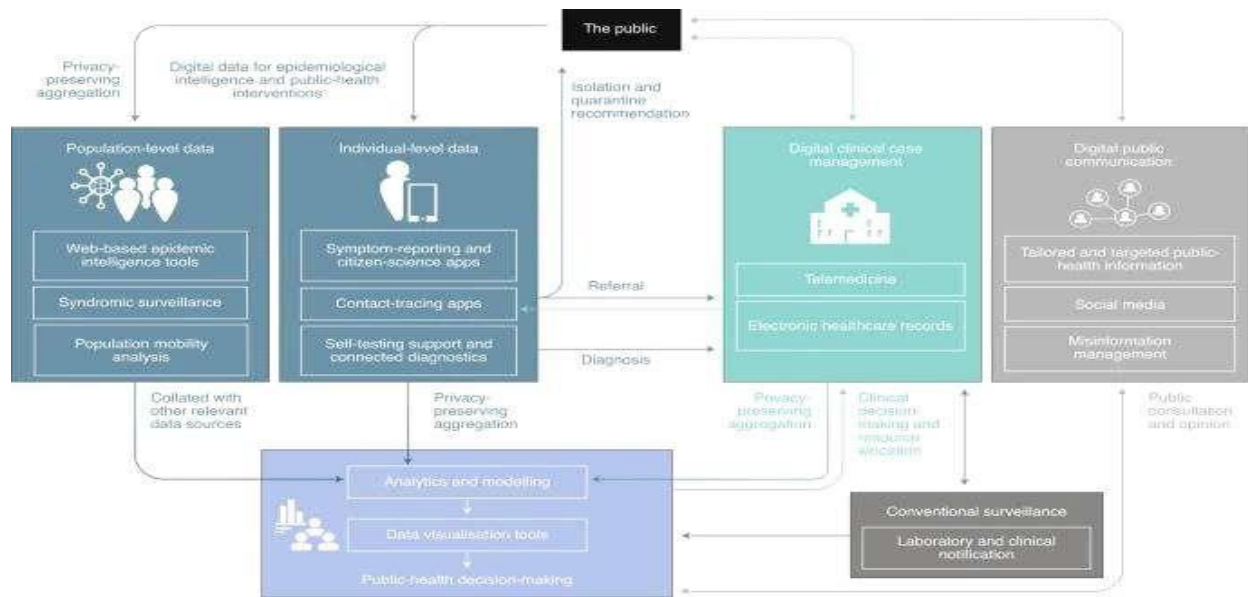 The public
Privacy-
preserving
aggregation
Digital data for epidemiological
intelligence and public-health
interventions
Isolation and
quarantine
recommendation
Population-level data
Web-based epidemic
intelligence tools
Syndromic surveillance
Population mobility
analysis
Individual-level data
Symptom-reporting and
citizen-science apps
Contact-tracing apps
Self-testing support and
connected diagnostics
Referral
Diagnosis
Digital clinical case
management
Telemedicine
Electronic healthcare records
Digital public
communication
Tailored and targeted public-
health information
Social media
Misinformation
management
Collated with
other relevant
data sources
Privacy-
preserving
aggregation
Privacy-
preserving
aggregation
Clinical
decision
making and
resource
Public
consultation
and opinion
Analytics and modelling
Data visualisation tools
Public-health decision-making
Conventional surveillance
Laboratory and clinical
notification